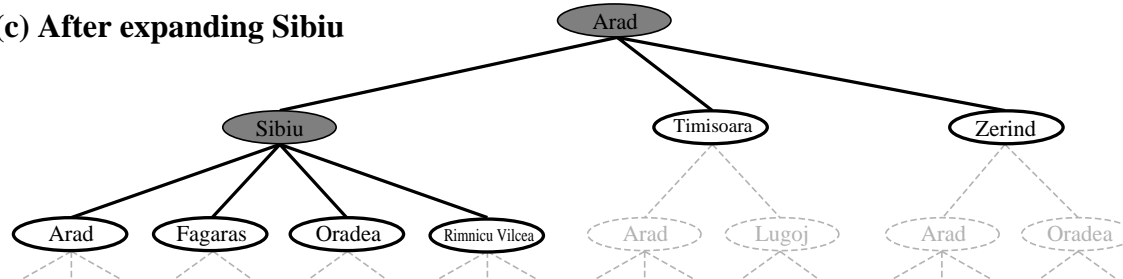 (c) After expanding Sibiu
Arad
Sibiu
Timisoara
Zerind
Arad
Fagaras
Oradea
Rimnicu Vilcea
Arad
Lugoj
Arad
Oradea